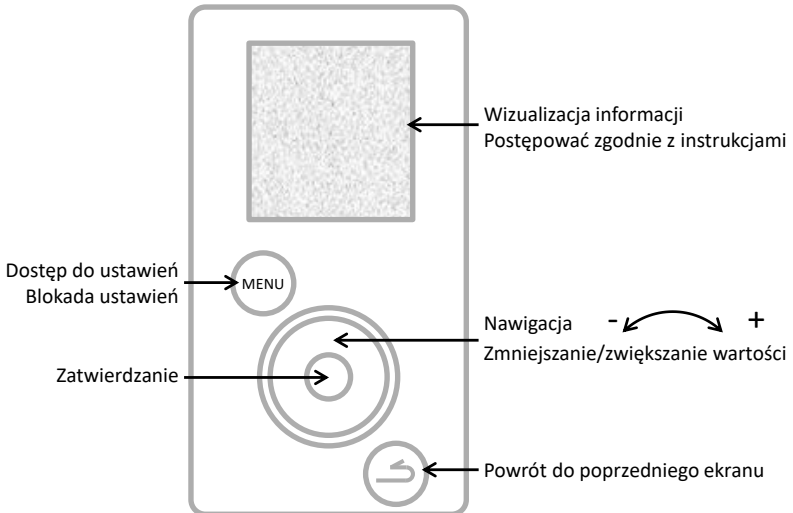 Wizualizacja informacji
Postępować zgodnie z instrukcjami
Dostęp do ustawień
Blokada ustawień
MENU
Nawigacja - +
Zmniejszanie/zwiększanie wartości
Zatwierdzanie
Powrót do poprzedniego ekranu